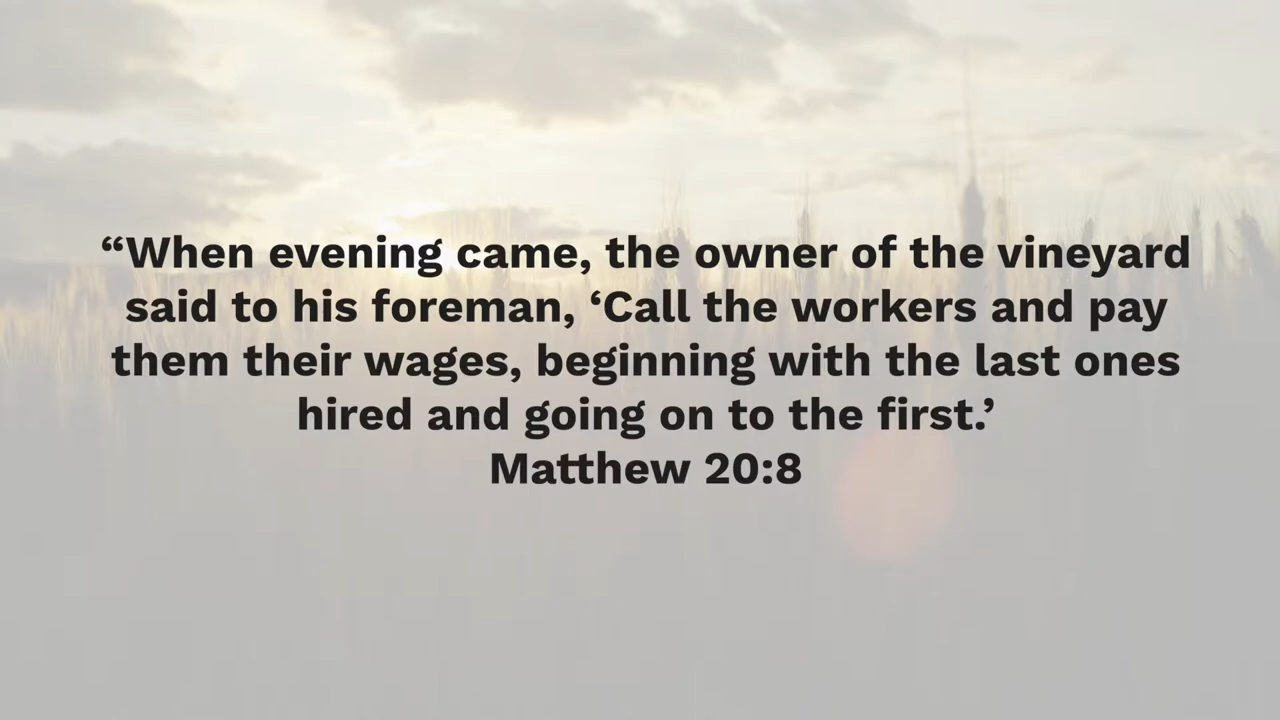 “When evening came, the owner of the vineyard
said to his foreman, ‘Call the workers and pay
them their wages, beginning with the last ones
hired and going on to the first.’
Matthew 20:8